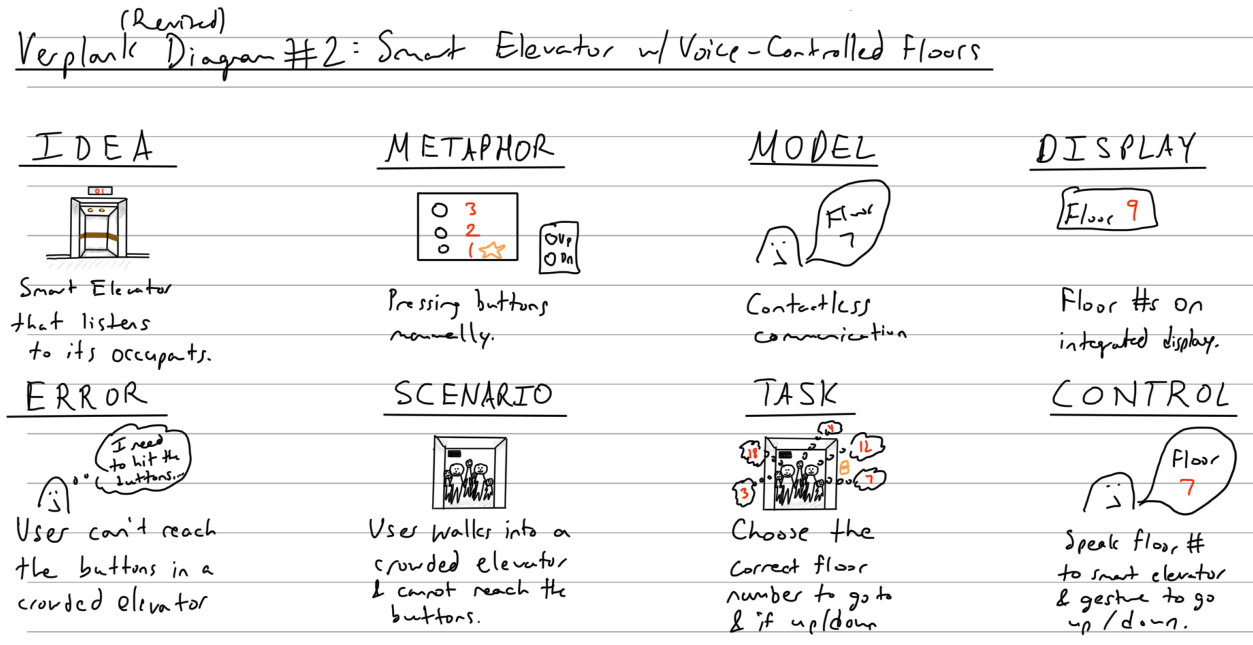 (Revised)
Verplank Diagram #2: Smart Elevator w/ Voice-Controlled Floors
IDEA
01
Smart Elevator
that listens
to its occupants.
METAPHOR
3
2
1
Up
Dn
Pressing buttons
manually.
MODEL
Floor
7
Contactless
communication
DISPLAY
Floor 9
Floor #s on
integrated display.
ERROR
I need
to hit the
buttons...
User can't reach
the buttons in a
crowded elevator
SCENARIO
User walks into a
crowded elevator
& cannot reach the
buttons.
TASK
4
18
12
3
7
Choose the
correct floor
number to go to
& if up/down
CONTROL
Floor
7
Speak floor #
to smart elevator
& gesture to go
up/down.